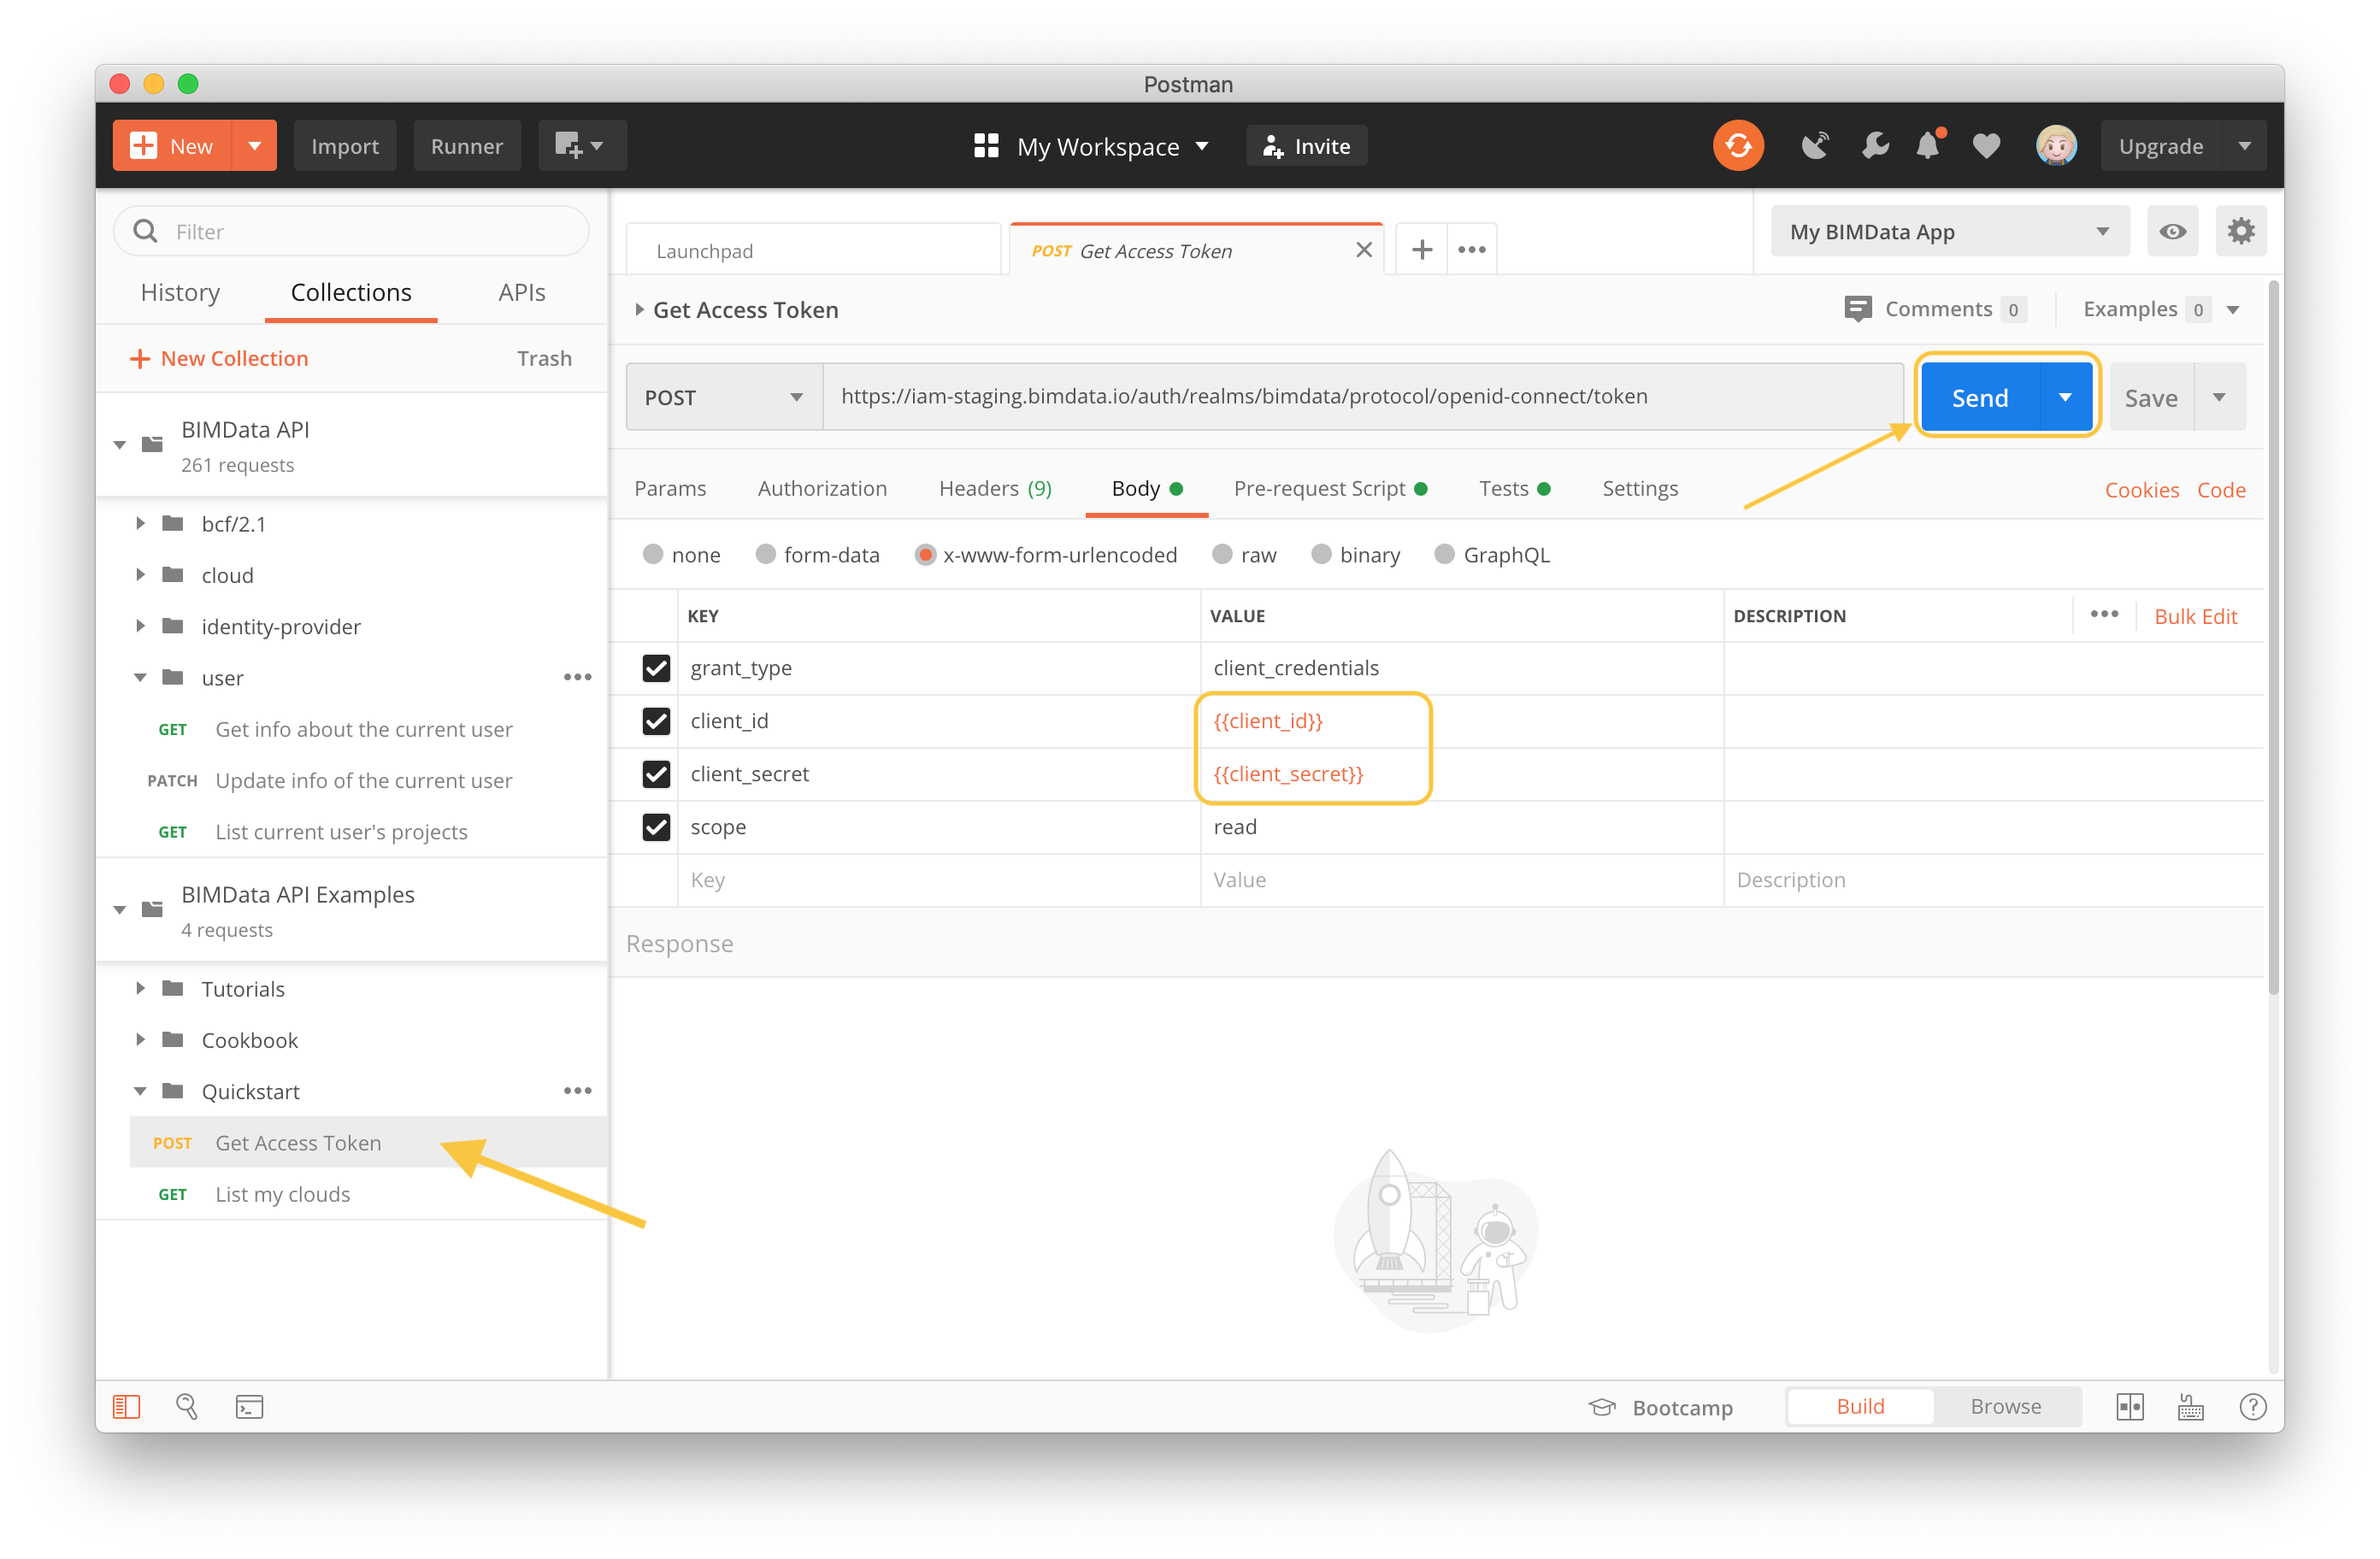 Postman
New
Import
Runner
My Workspace
Invite
Upgrade
Filter
History Collections APIs
+ New Collection Trash
BIMData API
261 requests
bcf/2.1
cloud
identity-provider
user
GET Get info about the current user
PATCH Update info of the current user
GET List current user's projects
BIMData API Examples
4 requests
Tutorials
Cookbook
Quickstart
POST Get Access Token
GET List my clouds
Launchpad
POST Get Access Token
My BIMData App
Get Access Token
Comments 0
Examples 0
POST
https://iam-staging.bimdata.io/auth/realms/bimdata/protocol/openid-connect/token
Send
Save
Params Authorization Headers (9) Body Pre-request Script Tests Settings
Cookies Code
none form-data x-www-form-urlencoded raw binary GraphQL
KEY VALUE DESCRIPTION
Bulk Edit
grant_type client_credentials
client_id {{client_id}}
client_secret {{client_secret}}
scope read
Key Value Description
Response
Bootcamp
Build Browse